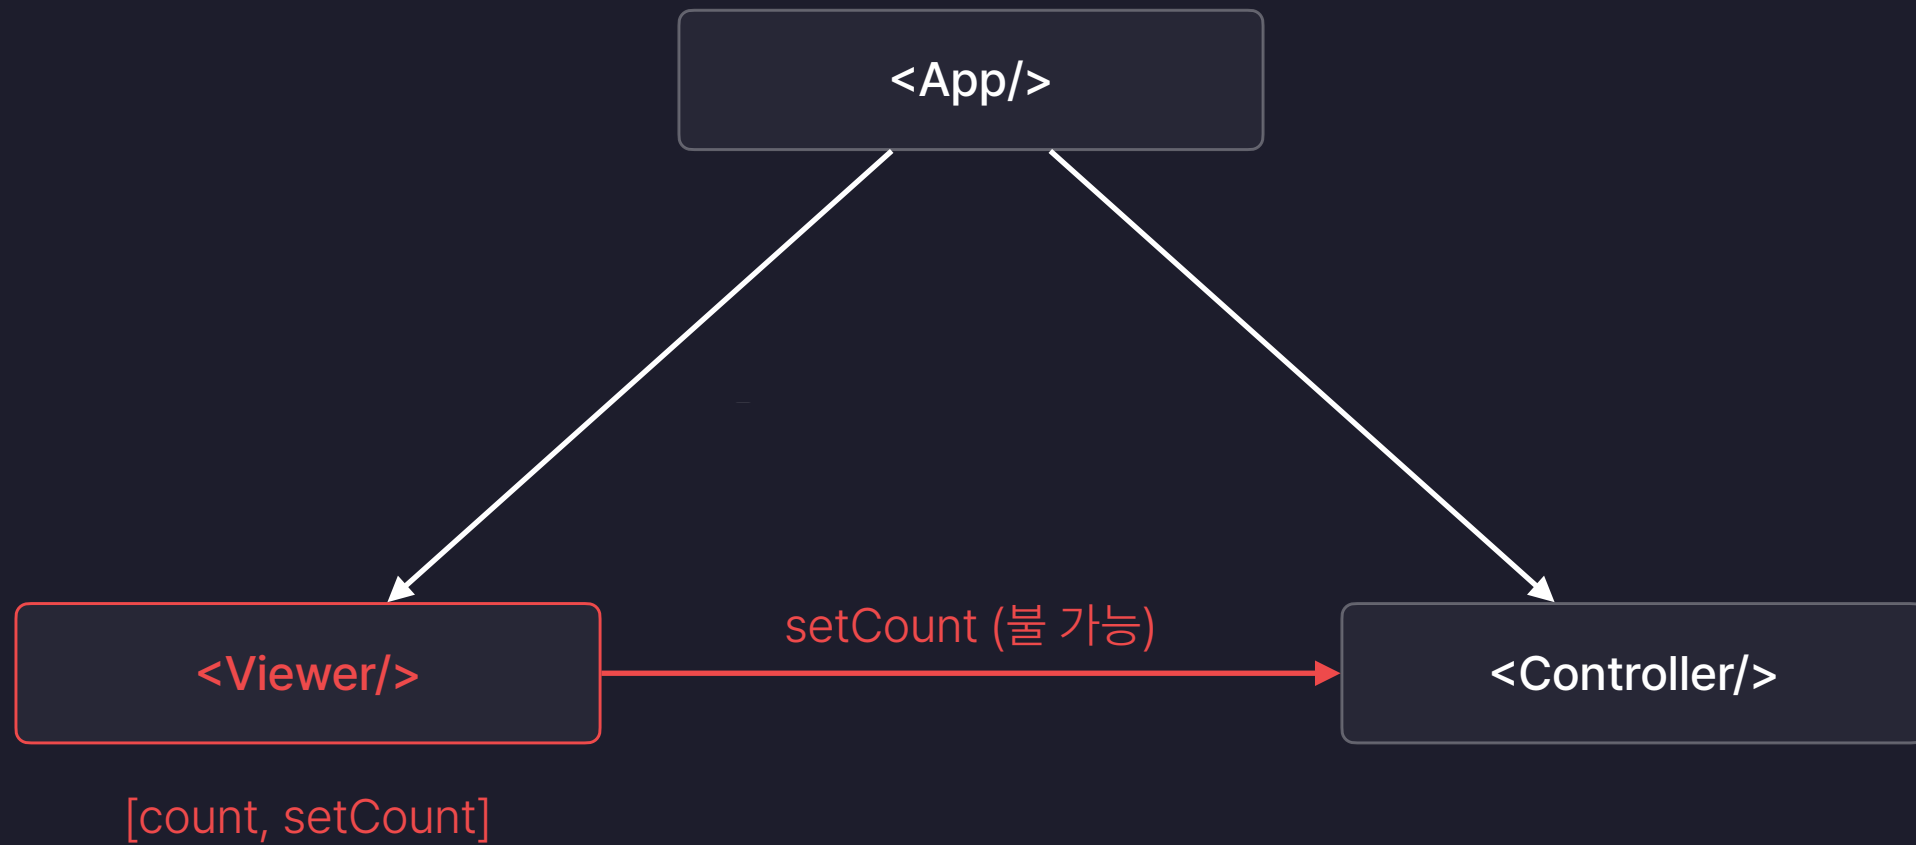 <App/>
setCount (불 가능)
<Viewer/>
<Controller/>
[count, setCount]